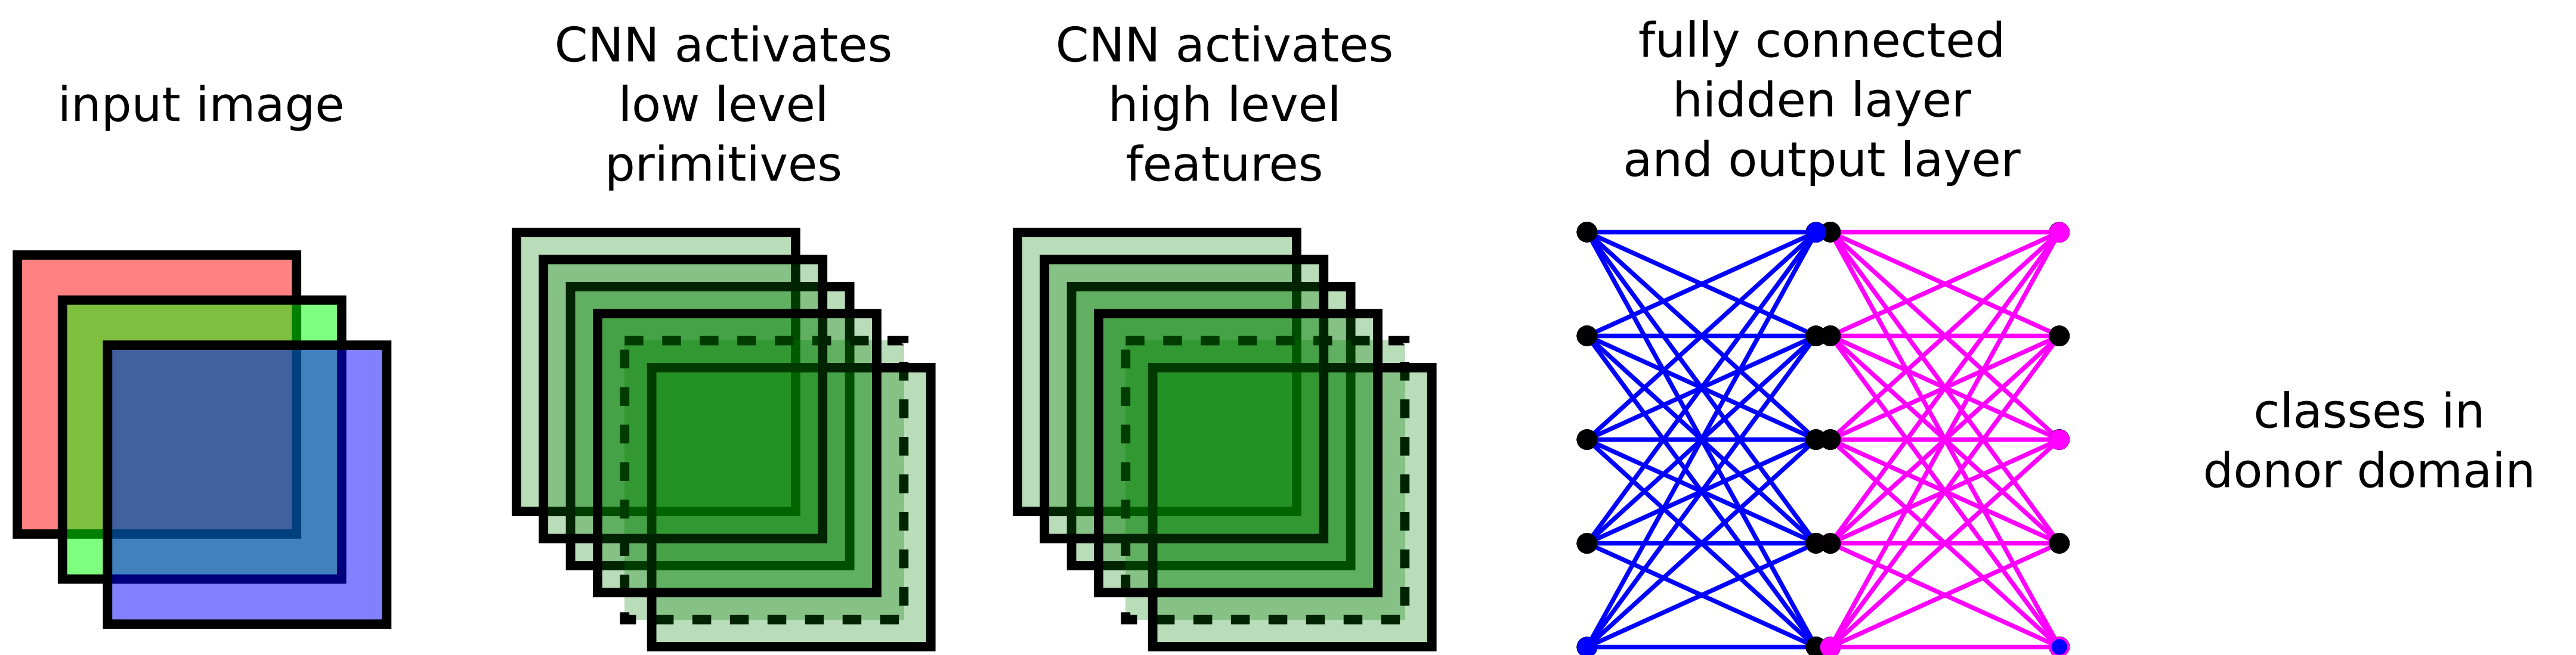 input image
CNN activates
low level
primitives
CNN activates
high level
features
fully connected
hidden layer
and output layer
classes in
donor domain